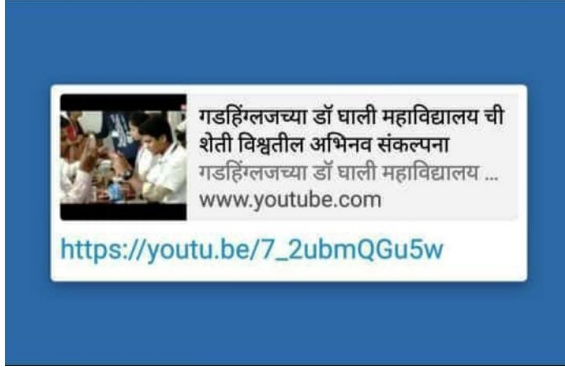 गडहिंग्लजच्या डॉ घाली महाविद्यालय ची
शेती विश्वतील अभिनव संकल्पना
गडहिंग्लजच्या डॉ घाली महाविद्यालय ...
www.youtube.com
https://youtu.be/7_2ubmQGu5w